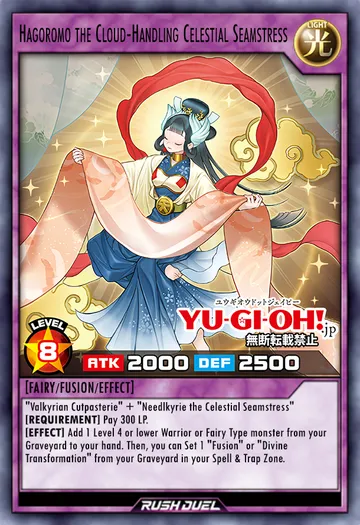 HAGOROMO THE CLOUD-HANDLING CELESTIAL SEAMSTRESS
LIGHT
光
ユウギオウドットジェイピー
YU-GI-OH!.jp
無断転載禁止
LEVEL
8
ATK 2000 DEF 2500
[FAIRY/FUSION/EFFECT]
"Valkyrian Cutpasterie" + "Needlkyrie the Celestial Seamstress"
[REQUIREMENT] Pay 300 LP.
[EFFECT] Add 1 Level 4 or lower Warrior or Fairy Type monster from
your Graveyard to your hand. Then, you can Set 1 "Fusion" or "Divine
Transformation" from your Graveyard in your Spell & Trap Zone.
RUSH DUEL